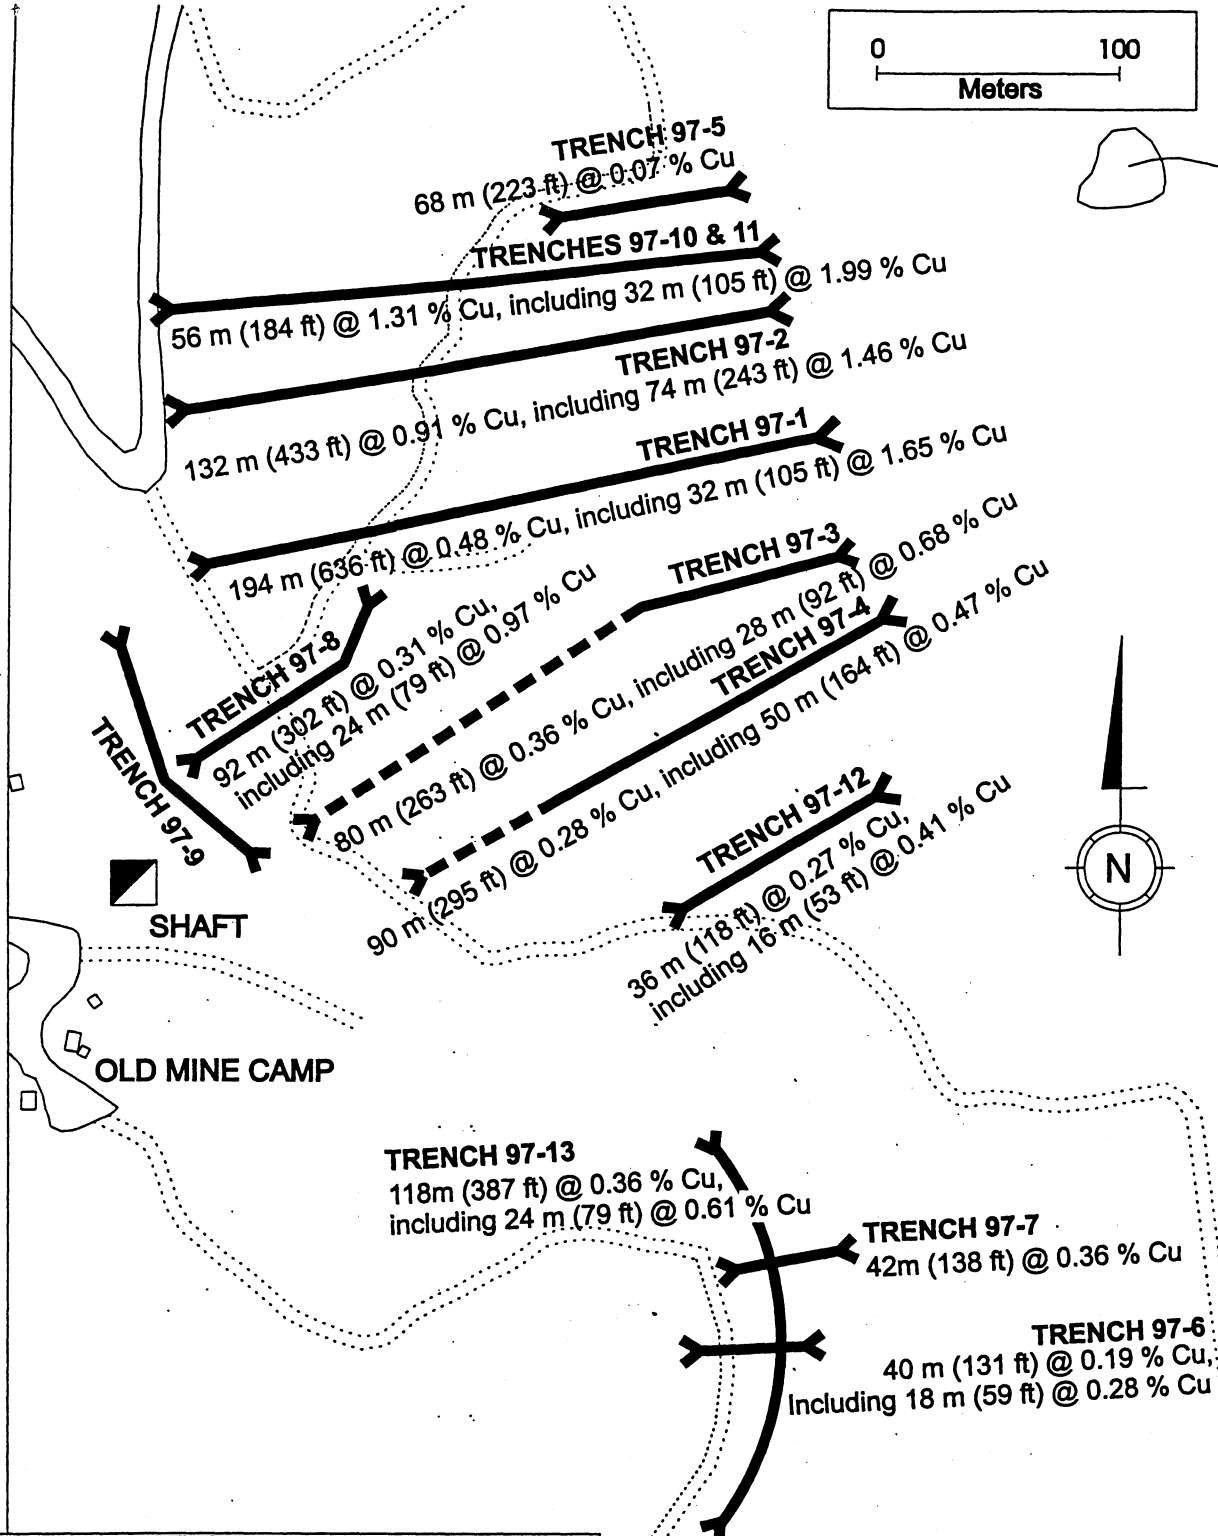 0 100
Meters
TRENCH 97-5
68 m (223 ft) @ 0.07 % Cu
TRENCHES 97-10 & 11
56 m (184 ft) @ 1.31 % Cu, including 32 m (105 ft) @ 1.99 % Cu
TRENCH 97-2
132 m (433 ft) @ 0.91 % Cu, including 74 m (243 ft) @ 1.46 % Cu
TRENCH 97-1
194 m (636 ft) @ 0.48 % Cu, including 32 m (105 ft) @ 1.65 % Cu
TRENCH 97-3
80 m (263 ft) @ 0.36 % Cu, including 28 m (92 ft) @ 0.68 % Cu
TRENCH 97-8
92 m (302 ft) @ 0.31 % Cu,
including 24 m (79 ft) @ 0.97 % Cu
TRENCH 97-4
90 m (295 ft) @ 0.28 % Cu, including 50 m (164 ft) @ 0.47 % Cu
TRENCH 97-9
TRENCH 97-12
36 m (118 ft) @ 0.27 % Cu,
including 16 m (53 ft) @ 0.41 % Cu
N
SHAFT
OLD MINE CAMP
TRENCH 97-13
118m (387 ft) @ 0.36 % Cu,
including 24 m (79 ft) @ 0.61 % Cu
TRENCH 97-7
42m (138 ft) @ 0.36 % Cu
TRENCH 97-6
40 m (131 ft) @ 0.19 % Cu,
Including 18 m (59 ft) @ 0.28 % Cu